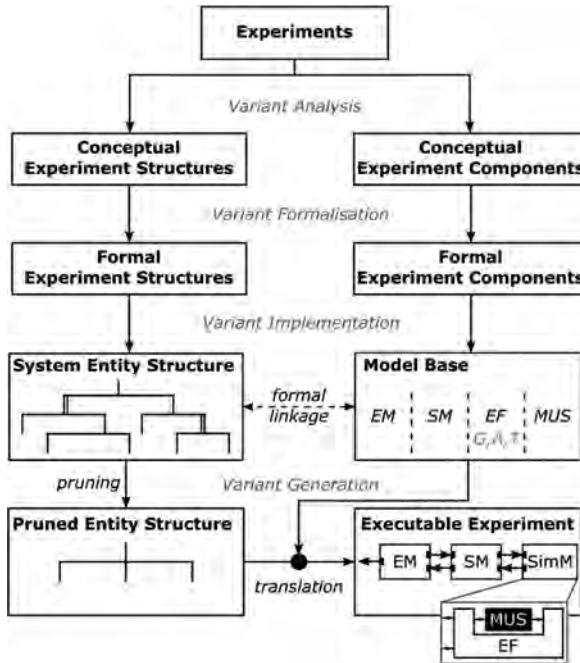 Experiments
Variant Analysis
Conceptual
Experiment Structures
Conceptual
Experiment Components
Variant Formalisation
Formal
Experiment Structures
Formal
Experiment Components
Variant Implementation
System Entity Structure
formal
linkage
Model Base
EM
SM
EF
MUS
G,A,T
pruning
Variant Generation
Pruned Entity Structure
translation
Executable Experiment
EM
SM
SimM
MUS
EF